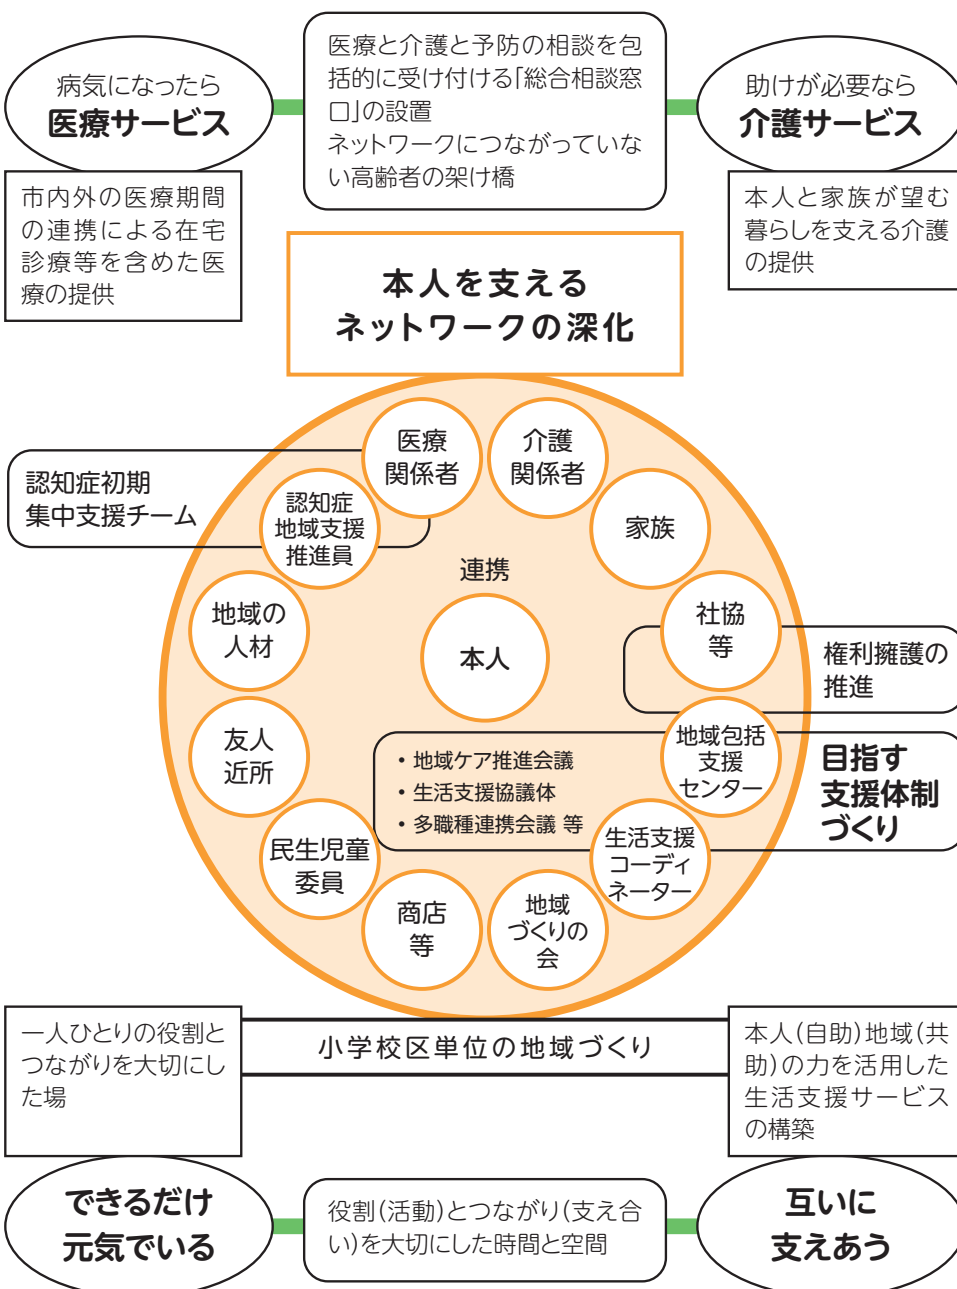 病気になったら
医療サービス
医療と介護と予防の相談を包
括的に受け付ける「総合相談窓
口」の設置
ネットワークにつながっていな
い高齢者の架け橋
助けが必要なら
介護サービス
市内外の医療期間
の連携による在宅
診療等を含めた医
療の提供
本人と家族が望む
暮らしを支える介護
の提供
本人を支える
ネットワークの深化
医療
関係者
介護
関係者
認知症初期
集中支援チーム
認知症
地域支援
推進員
家族
連携
地域の
人材
本人
社協
等
権利擁護の
推進
友人
近所
・地域ケア推進会議
・生活支援協議体
・多職種連携会議 等
地域包括
支援
センター
目指す
支援体制
づくり
民生児童
委員
生活支援
コーディ
ネーター
商店
等
地域
づくりの
会
一人ひとりの役割と
つながりを大切にし
た場
小学校区単位の地域づくり
本人(自助)地域(共
助)の力を活用した
生活支援サービス
の構築
できるだけ
元気でいる
役割(活動)とつながり(支え合
い)を大切にした時間と空間
互いに
支えあう